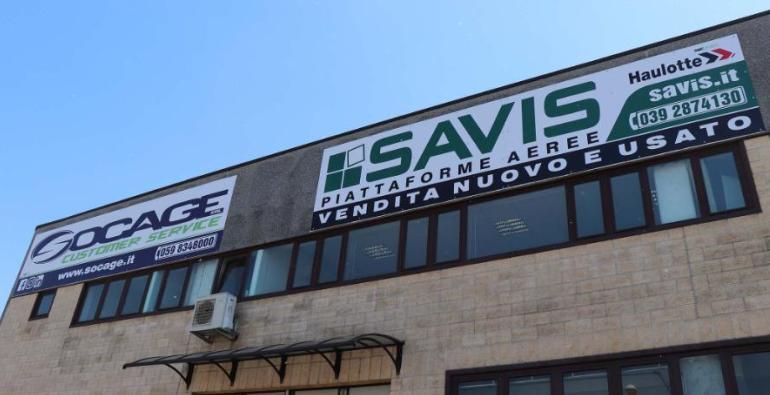 SOCAGE
CUSTOMER SERVICE
059 8346000
www.socage.it
SAVIS
PIATTAFORME AEREE
VENDITA NUOVO E USATO
Haulotte
savis.it
039 2874130